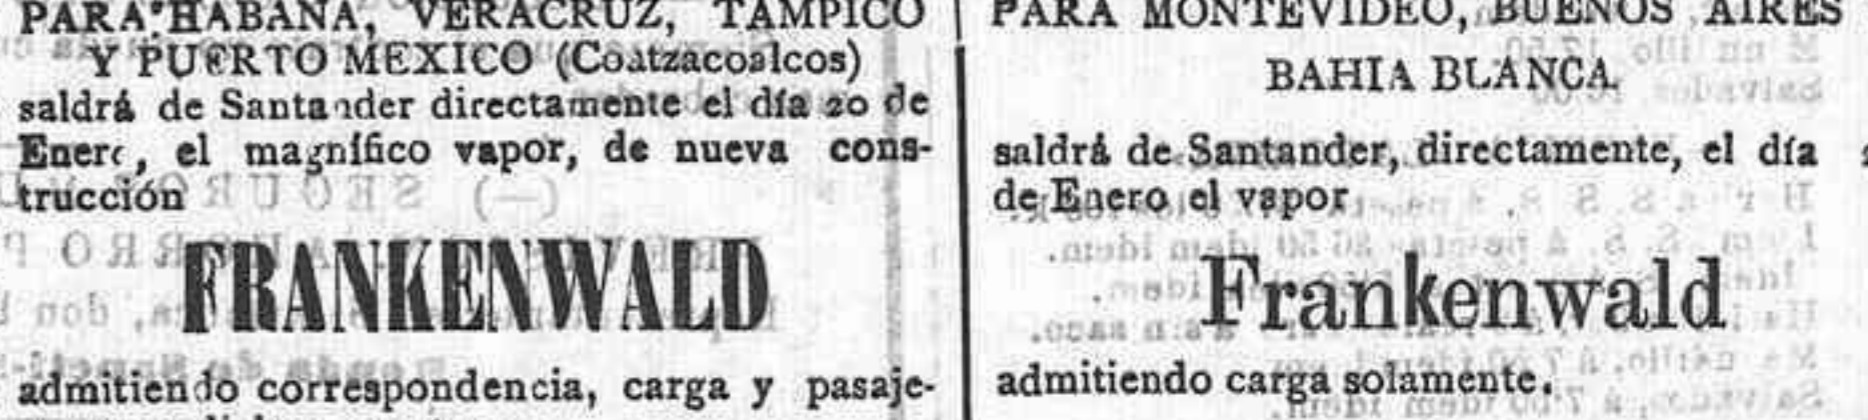 PARA HABANA, VERACRUZ, TAMPICO
Y PUERTO MEXICO (Coatzacoalcos)
saldrá de Santander directamente el día 20 de
Enero, el magnífico vapor, de nueva cons-
trucción
FRANKENWALD
admitiendo correspondencia, carga y pasaje-
PARA MONTEVIDEO, BUENOS AIRES
BAHIA BLANCA
saldrá de Santander, directamente, el día
de Enero el vapor
Frankenwald
admitiendo carga solamente.